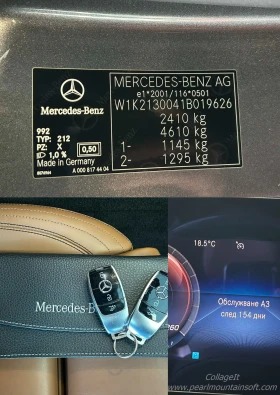 MERCEDES-BENZ AG
e1*2001/116*0501
W1K2130041B019626
2410 kg
4610 kg
1- 1145 kg
2- 1295 kg
Mercedes-Benz
992
TYP: 212
PZ: X
1,0 %
0,50
Made in Germany
A 000 817 44 04
Mercedes-B
18.5°C
Обслужване A3
след 154 дни
260
CollageIt
www.pearlmountainsoft.com